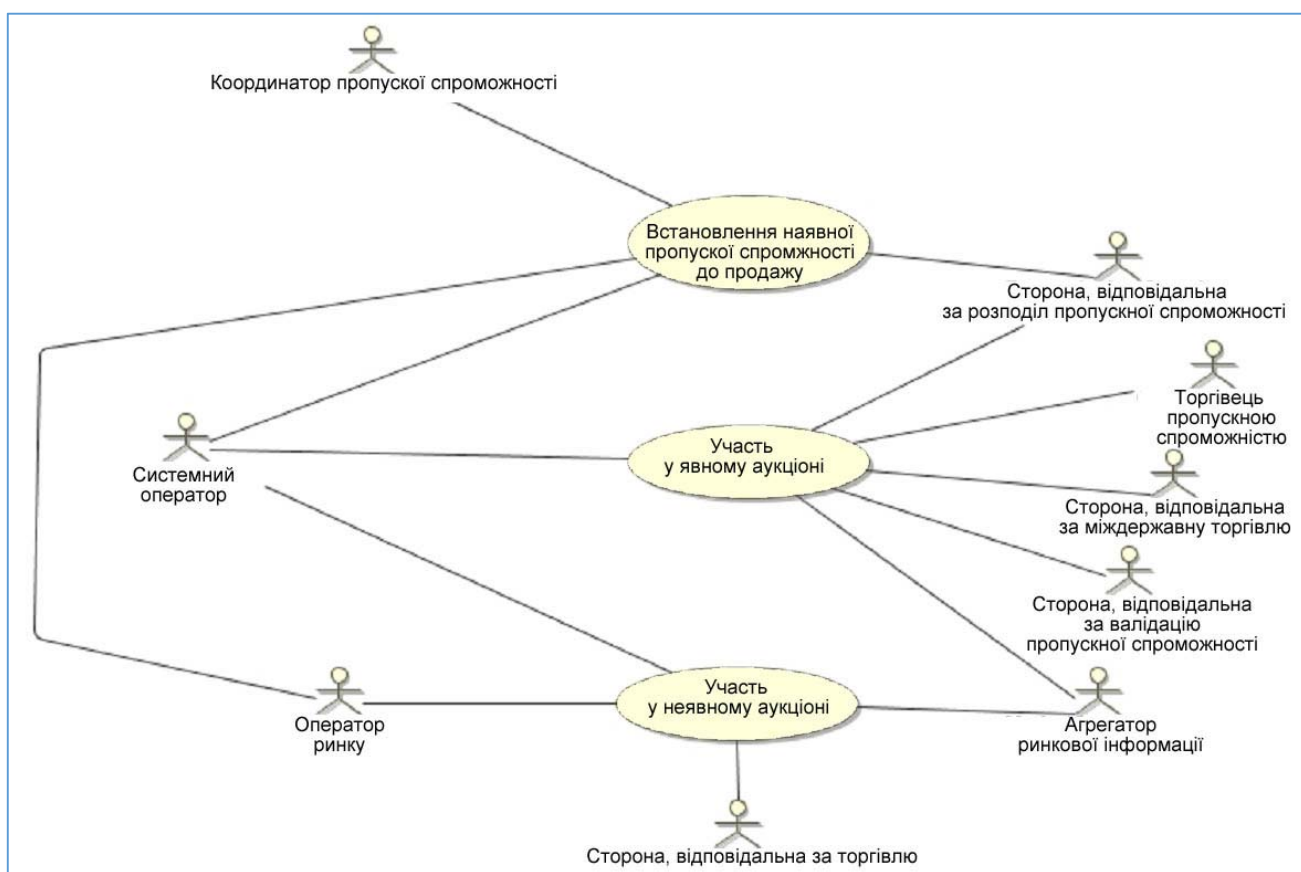 Координатор пропускої спроможності
Встановлення наявної
пропускої спромжності
до продажу
Сторона, відповідальна
за розподіл пропускної спроможності
Торгівець
пропускною
спроможністю
Системний
оператор
Участь
у явному аукціоні
Сторона, відповідальна
за міждержавну торгівлю
Сторона, відповідальна
за валідацію
пропускної спроможності
Оператор
ринку
Участь
у неявному аукціоні
Агрегатор
ринкової інформації
Сторона, відповідальна за торгівлю